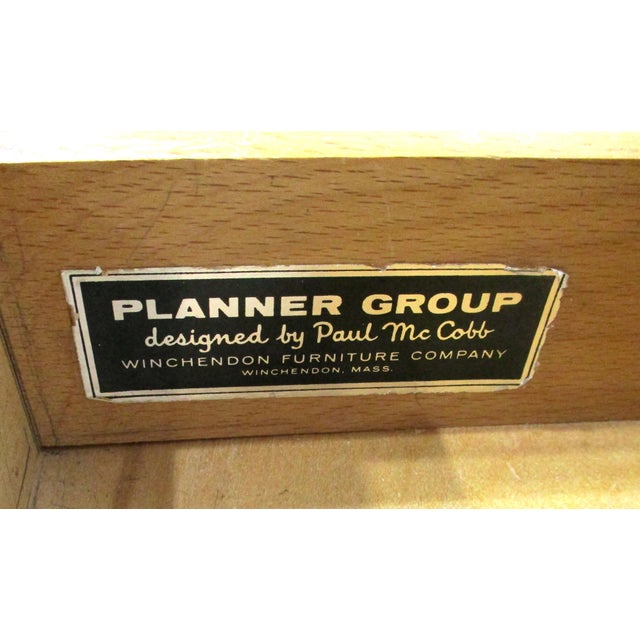 PLANNER GROUP
designed by Paul Mc Cobb
WINCHENDON FURNITURE COMPANY
WINCHENDON, MASS.